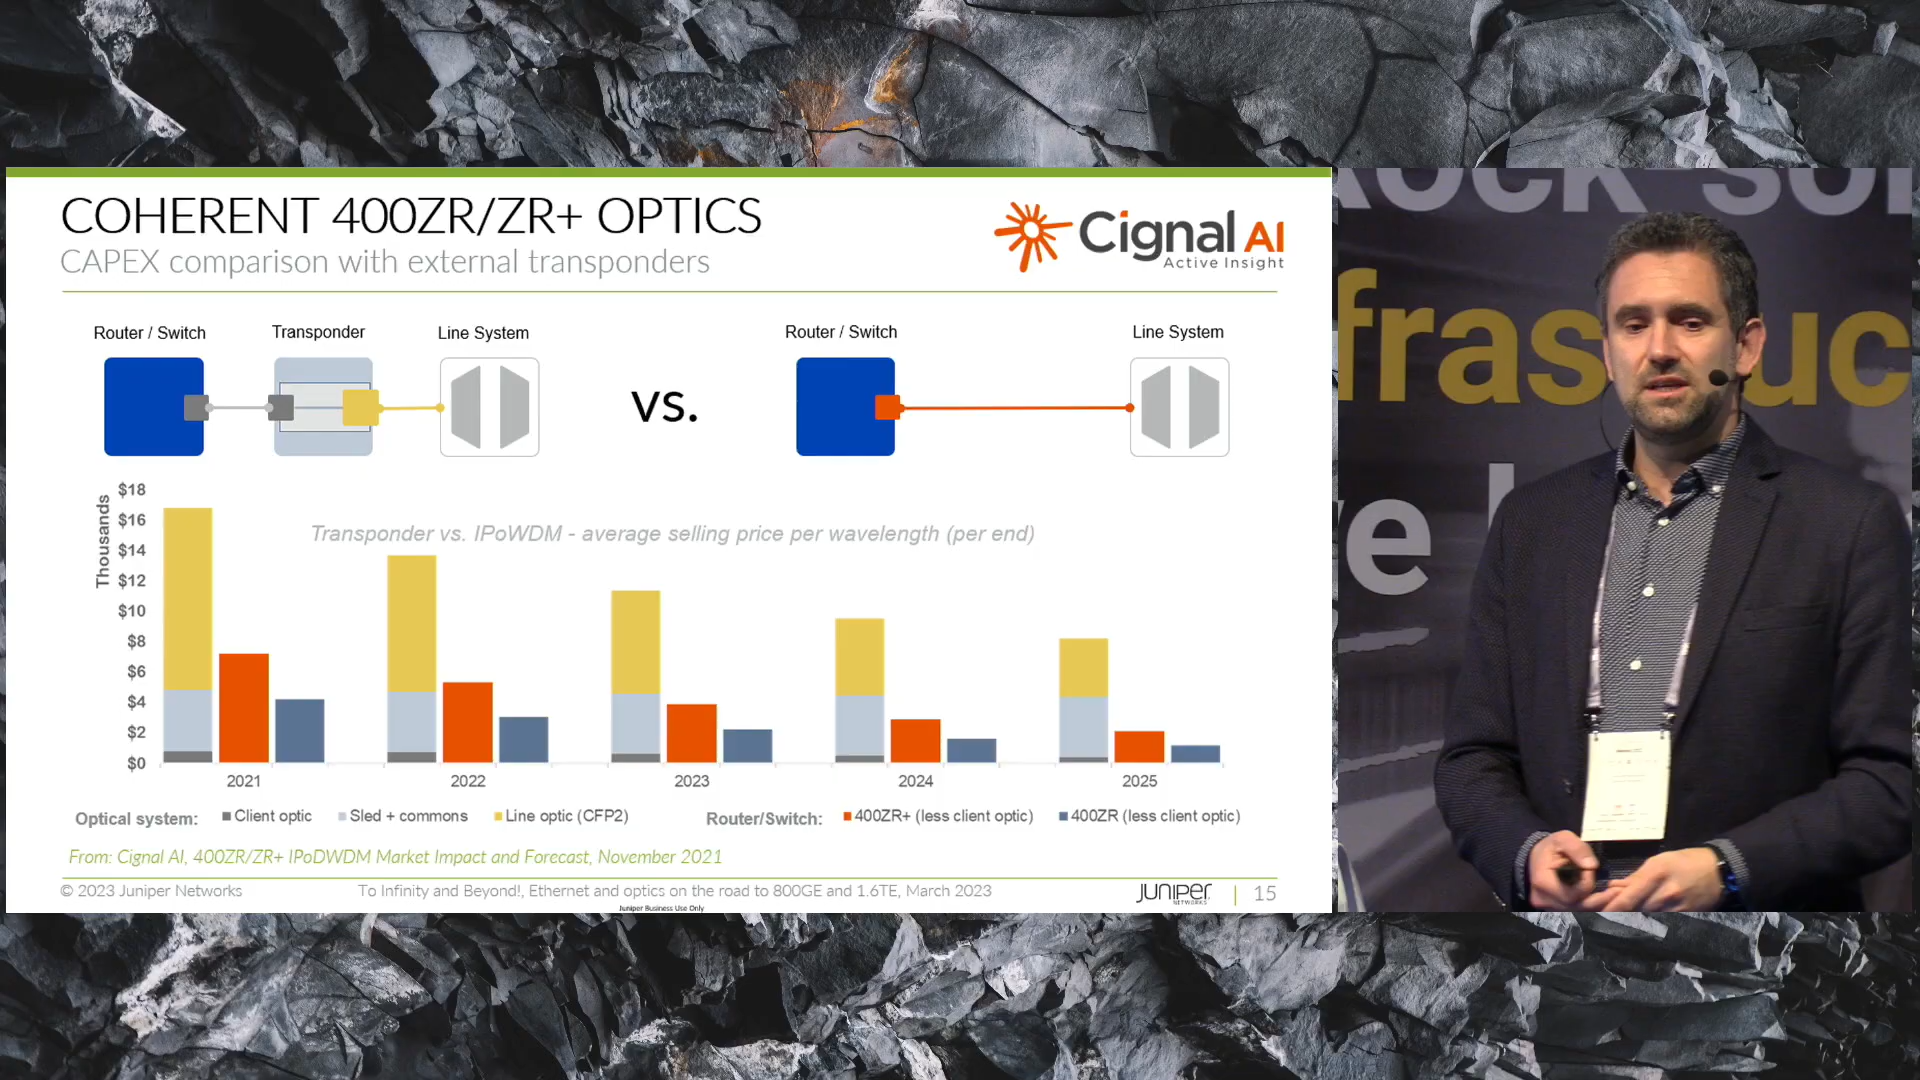 COHERENT 400ZR/ZR+ OPTICS
CAPEX comparison with external transponders
Cignal AI
Active Insight
Router / Switch
Transponder
Line System
vs.
Router / Switch
Line System
Thousands
$18
$16
$14
$12
$10
$8
$6
$4
$2
$0
Transponder vs. IPoWDM - average selling price per wavelength (per end)
2021
2022
2023
2024
2025
Optical system:
Client optic
Sled + commons
Line optic (CFP2)
Router/Switch:
400ZR+ (less client optic)
400ZR (less client optic)
From: Cignal AI, 400ZR/ZR+ IPoDWDM Market Impact and Forecast, November 2021
© 2023 Juniper Networks
To Infinity and Beyond!, Ethernet and optics on the road to 800GE and 1.6TE, March 2023
Juniper Business Use Only
JUNIPER
NETWORKS
15